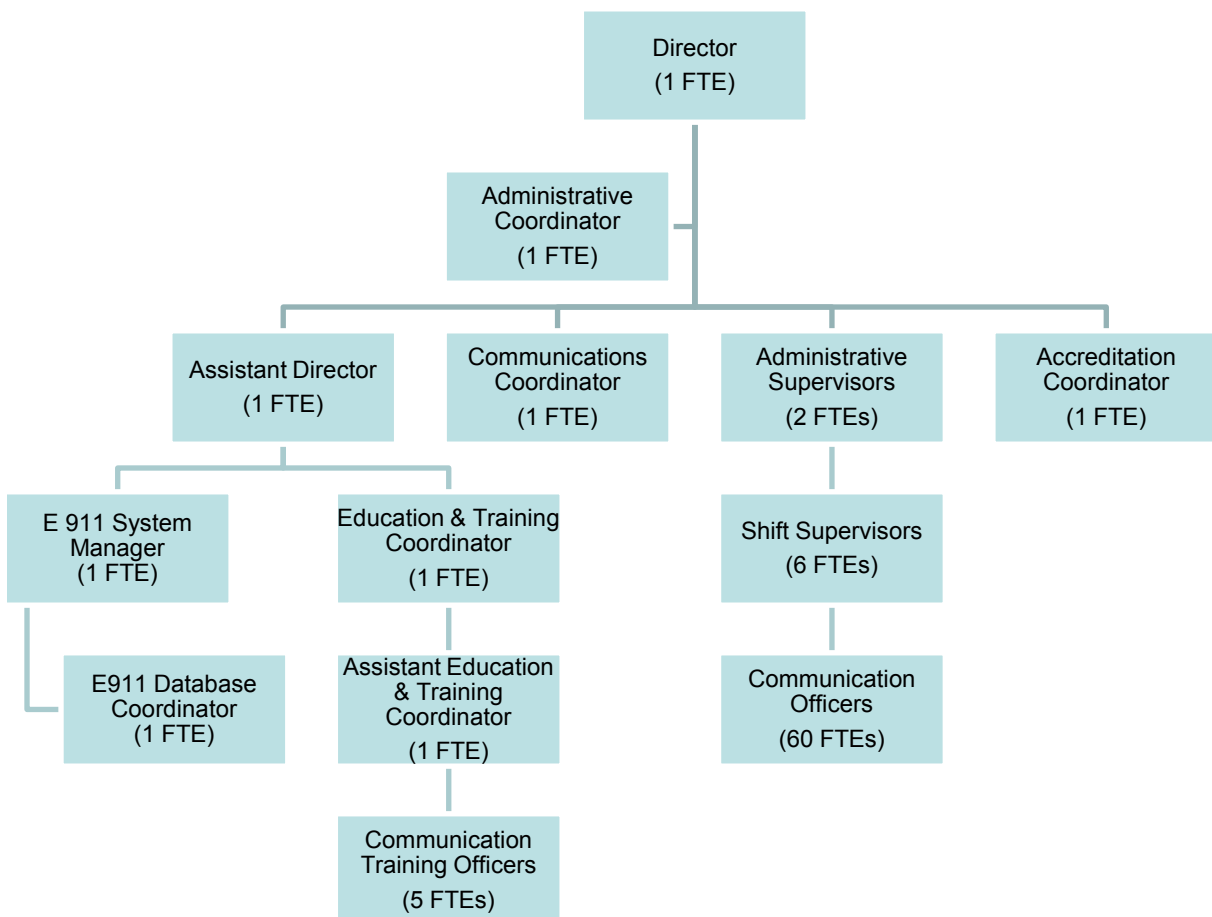 Director
(1 FTE)
Administrative
Coordinator
(1 FTE)
Assistant Director
(1 FTE)
Communications
Coordinator
(1 FTE)
Administrative
Supervisors
(2 FTEs)
Accreditation
Coordinator
(1 FTE)
E 911 System
Manager
(1 FTE)
Education & Training
Coordinator
(1 FTE)
Shift Supervisors
(6 FTEs)
E911 Database
Coordinator
(1 FTE)
Assistant Education
& Training
Coordinator
(1 FTE)
Communication
Officers
(60 FTEs)
Communication
Training Officers
(5 FTEs)